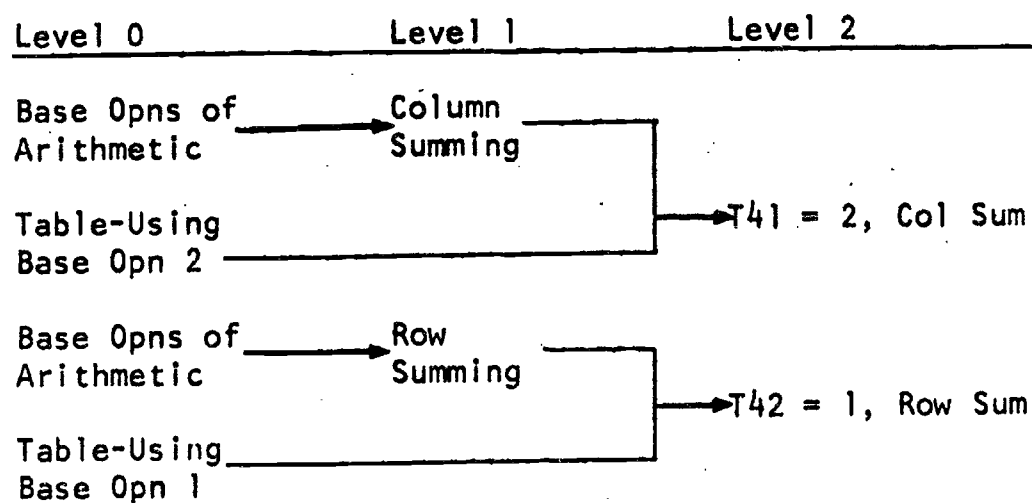 Level 0 Level 1 Level 2
Base Opns of Arithmetic
Column Summing
Table-Using Base Opn 2
T41 = 2, Col Sum
Base Opns of Arithmetic
Row Summing
Table-Using Base Opn 1
T42 = 1, Row Sum